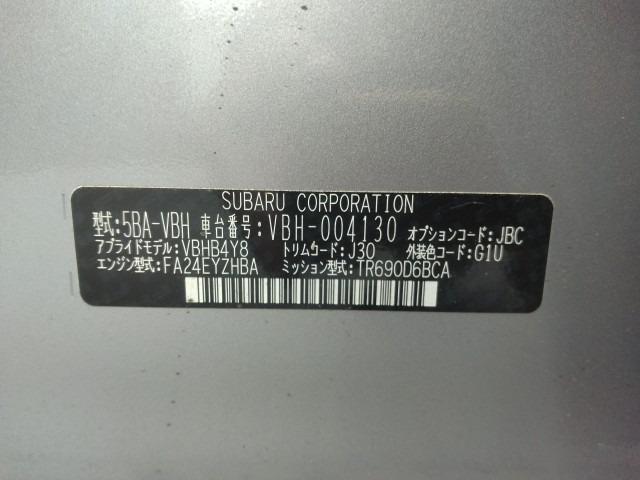 SUBARU CORPORATION
型式:5BA-VBH 車台番号:VBH-004130 オプションコード:JBC
アプライドモデル:VBHB4Y8 トリムコード:J30 外装色コード:G1U
エンジン型式:FA24EYZHBA ミッション型式:TR690D6BCA